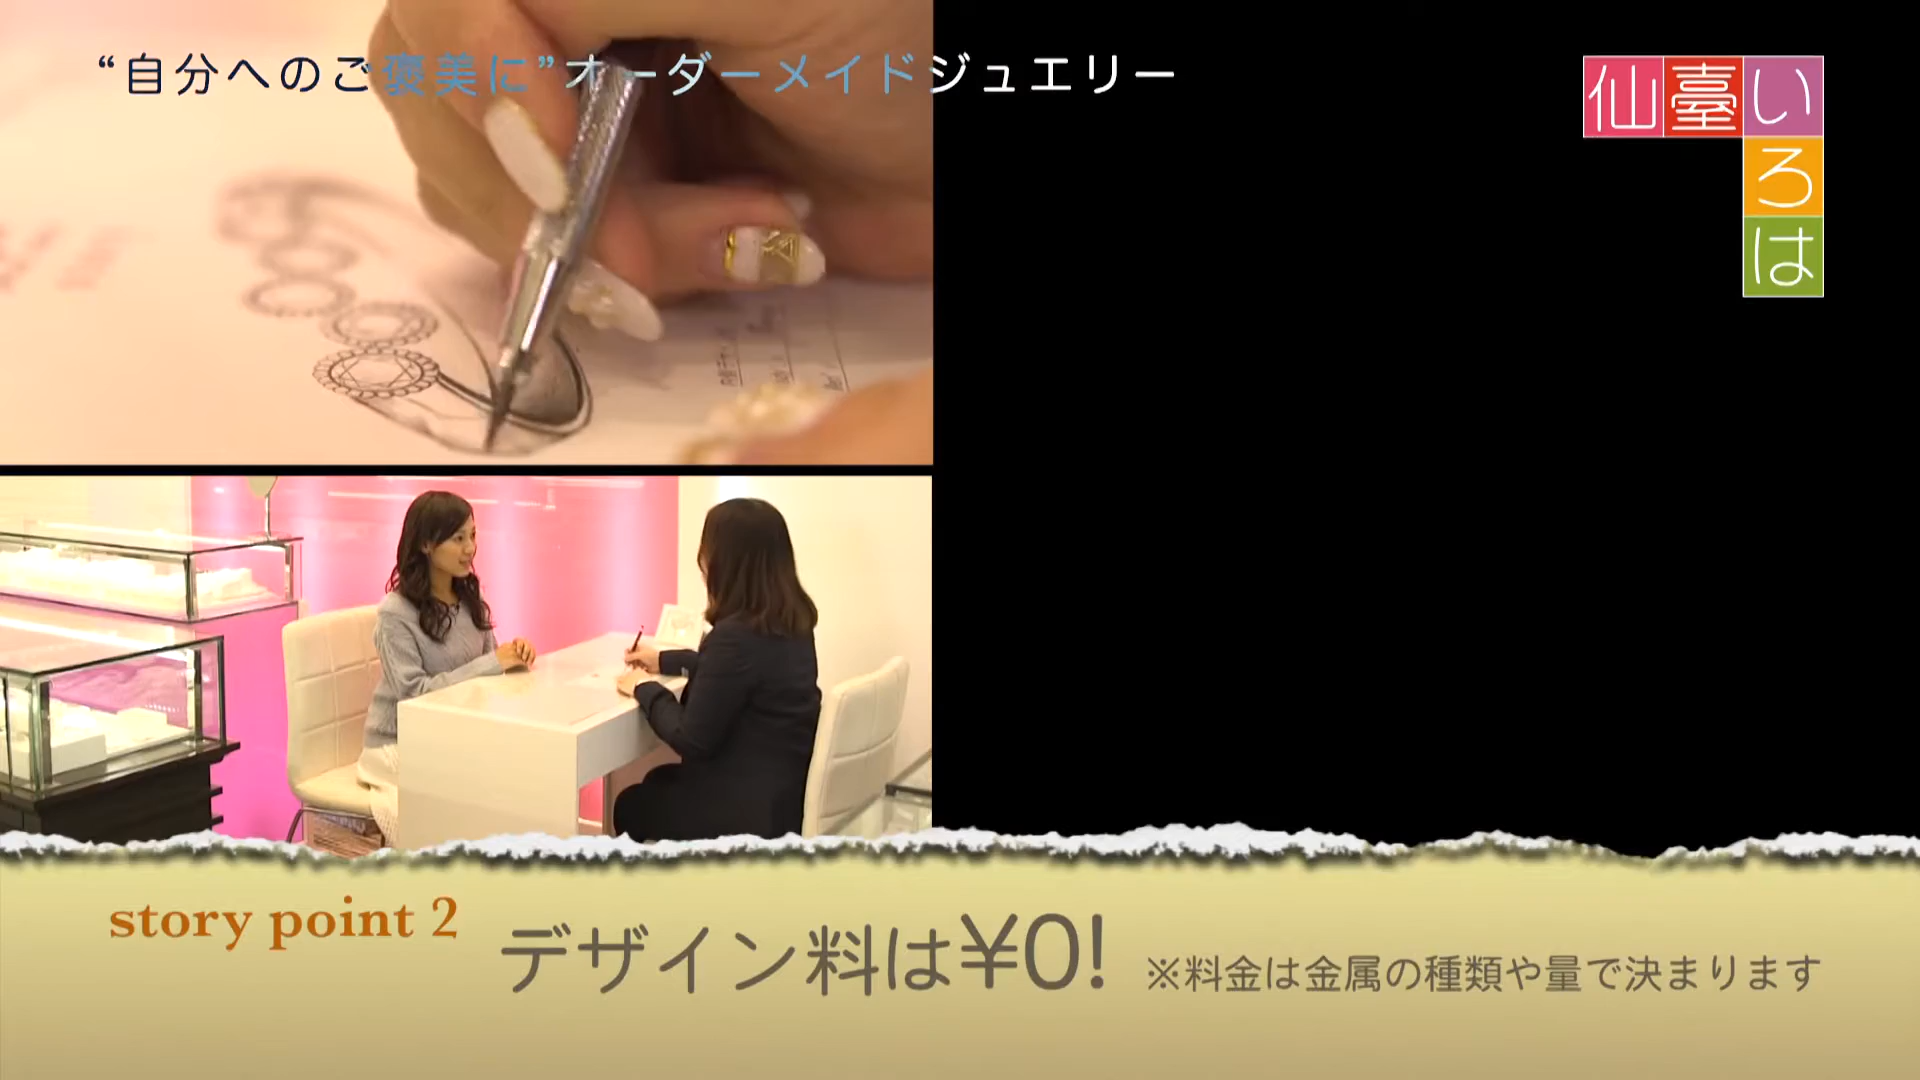 “自分へのご褒美に”オーダーメイドジュエリー
仙臺いろは
story point 2
デザイン料は¥0!
※料金は金属の種類や量で決まります